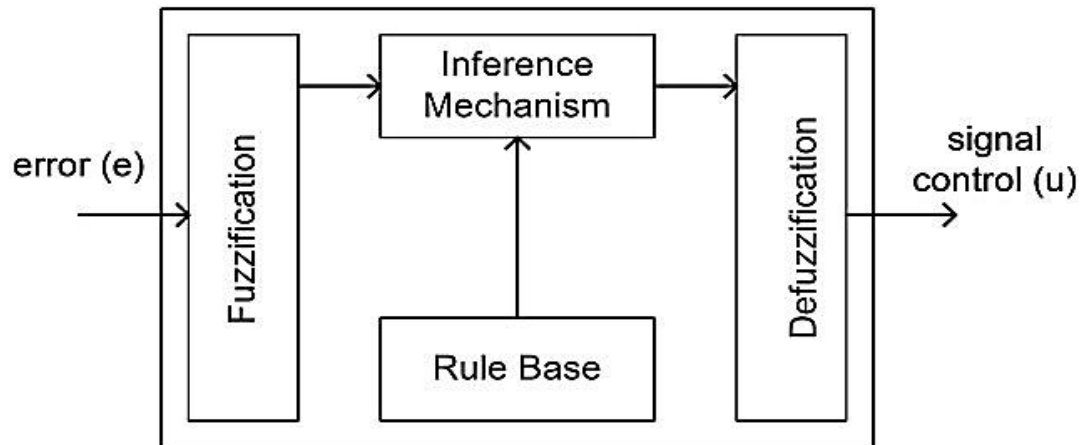 error (e)
Fuzzification
Inference
Mechanism
Rule Base
Defuzzification
signal
control (u)